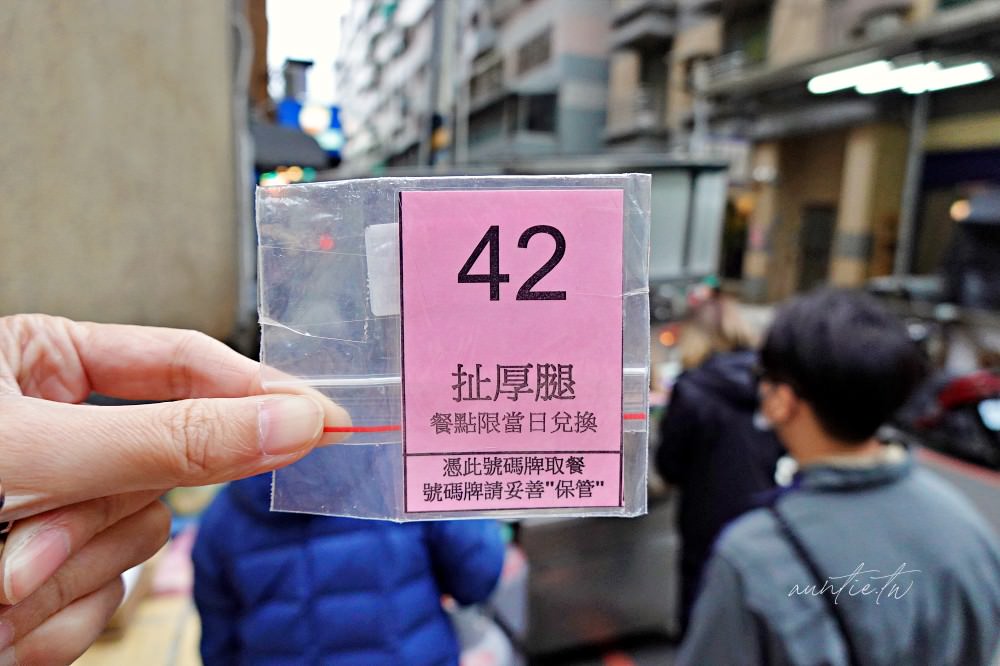 42
扯厚腿
餐點限當日兌換
憑此號碼牌取餐
號碼牌請妥善"保管"
auntie.tw